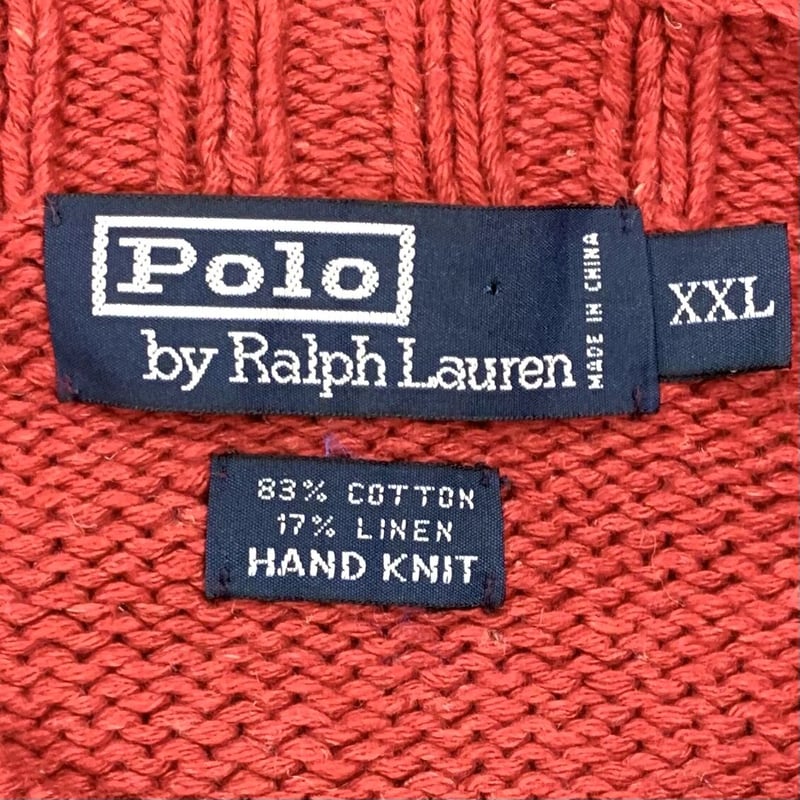 Polo
by Ralph Lauren
MADE IN CHINA
XXL
83% COTTON
17% LINEN
HAND KNIT